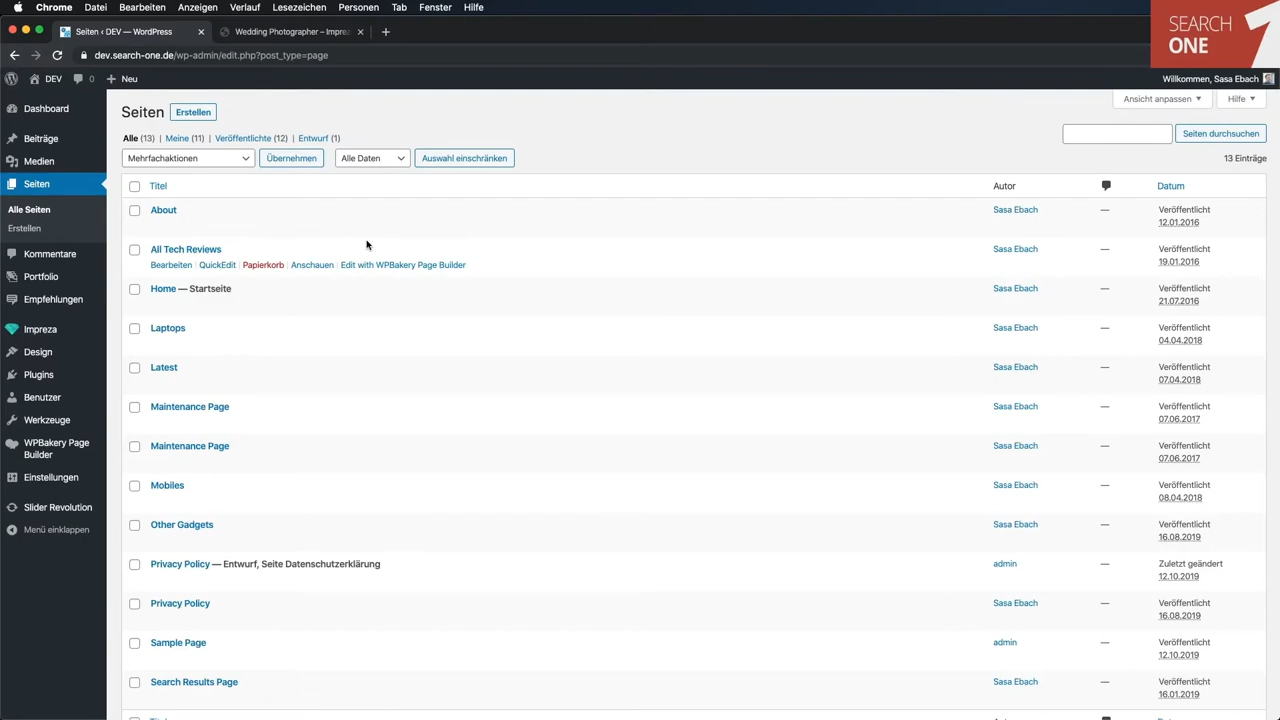 Chrome Datei Bearbeiten Anzeigen Verlauf Lesezeichen Personen Tab Fenster Hilfe
Seiten ‹ DEV — WordPress
Wedding Photographer – Impre
SEARCH
ONE
dev.search-one.de/wp-admin/edit.php?post_type=page
DEV 0 Neu
Willkommen, Sasa Ebach
Ansicht anpassen Hilfe
Dashboard
Beiträge
Medien
Seiten
Alle Seiten
Erstellen
Kommentare
Portfolio
Empfehlungen
Impreza
Design
Plugins
Benutzer
Werkzeuge
WPBakery Page
Builder
Einstellungen
Slider Revolution
Menü einklappen
Seiten Erstellen
Alle (13) | Meine (11) | Veröffentlichte (12) | Entwurf (1)
Seiten durchsuchen
Mehrfachaktionen Übernehmen Alle Daten Auswahl einschränken
13 Einträge
Titel Autor Datum
About Sasa Ebach — Veröffentlicht
12.01.2016
All Tech Reviews Sasa Ebach — Veröffentlicht
Bearbeiten | QuickEdit | Papierkorb | Anschauen | Edit with WPBakery Page Builder 19.01.2016
Home — Startseite Sasa Ebach — Veröffentlicht
21.07.2016
Laptops Sasa Ebach — Veröffentlicht
04.04.2018
Latest Sasa Ebach — Veröffentlicht
07.04.2018
Maintenance Page Sasa Ebach — Veröffentlicht
07.06.2017
Maintenance Page Sasa Ebach — Veröffentlicht
07.06.2017
Mobiles Sasa Ebach — Veröffentlicht
08.04.2018
Other Gadgets Sasa Ebach — Veröffentlicht
16.08.2019
Privacy Policy — Entwurf, Seite Datenschutzerklärung admin — Zuletzt geändert
12.10.2019
Privacy Policy Sasa Ebach — Veröffentlicht
16.08.2019
Sample Page admin — Veröffentlicht
12.10.2019
Search Results Page Sasa Ebach — Veröffentlicht
16.01.2019